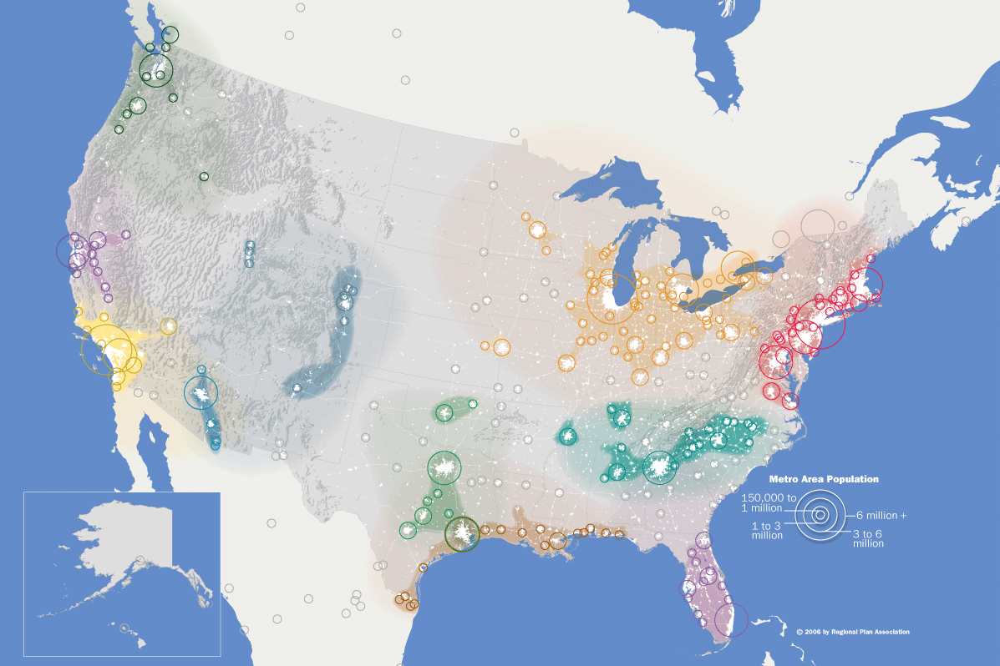 Metro Area Population
150,000 to
1 million
6 million +
1 to 3
million
3 to 6
million
© 2006 by Regional Plan Association